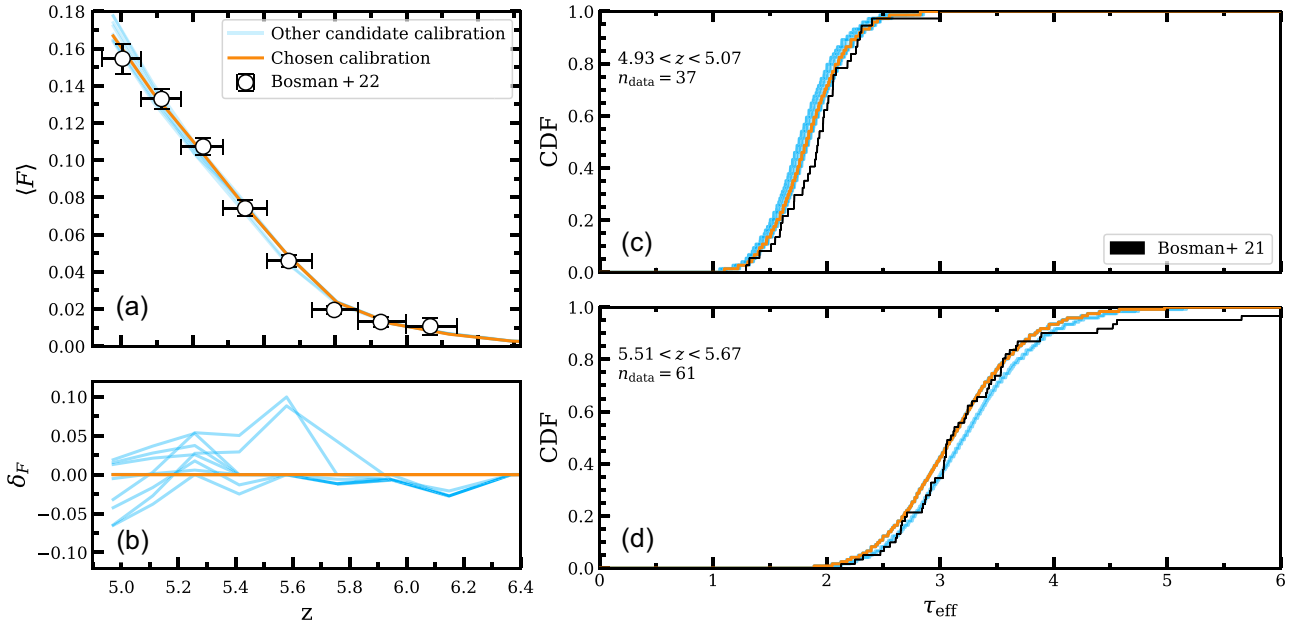 0.18
0.16
0.14
0.12
0.10
0.08
0.06
0.04
0.02
0.00
⟨F⟩
Other candidate calibration
Chosen calibration
Bosman + 22
(a)
0.10
0.05
0.00
−0.05
−0.10
δF
(b)
5.0 5.2 5.4 5.6 5.8 6.0 6.2 6.4
z
1.0
0.8
0.6
0.4
0.2
0.0
CDF
4.93 < z < 5.07
ndata = 37
(c)
Bosman+ 21
1.0
0.8
0.6
0.4
0.2
0.0
CDF
5.51 < z < 5.67
ndata = 61
(d)
0 1 2 3 4 5 6
τeff